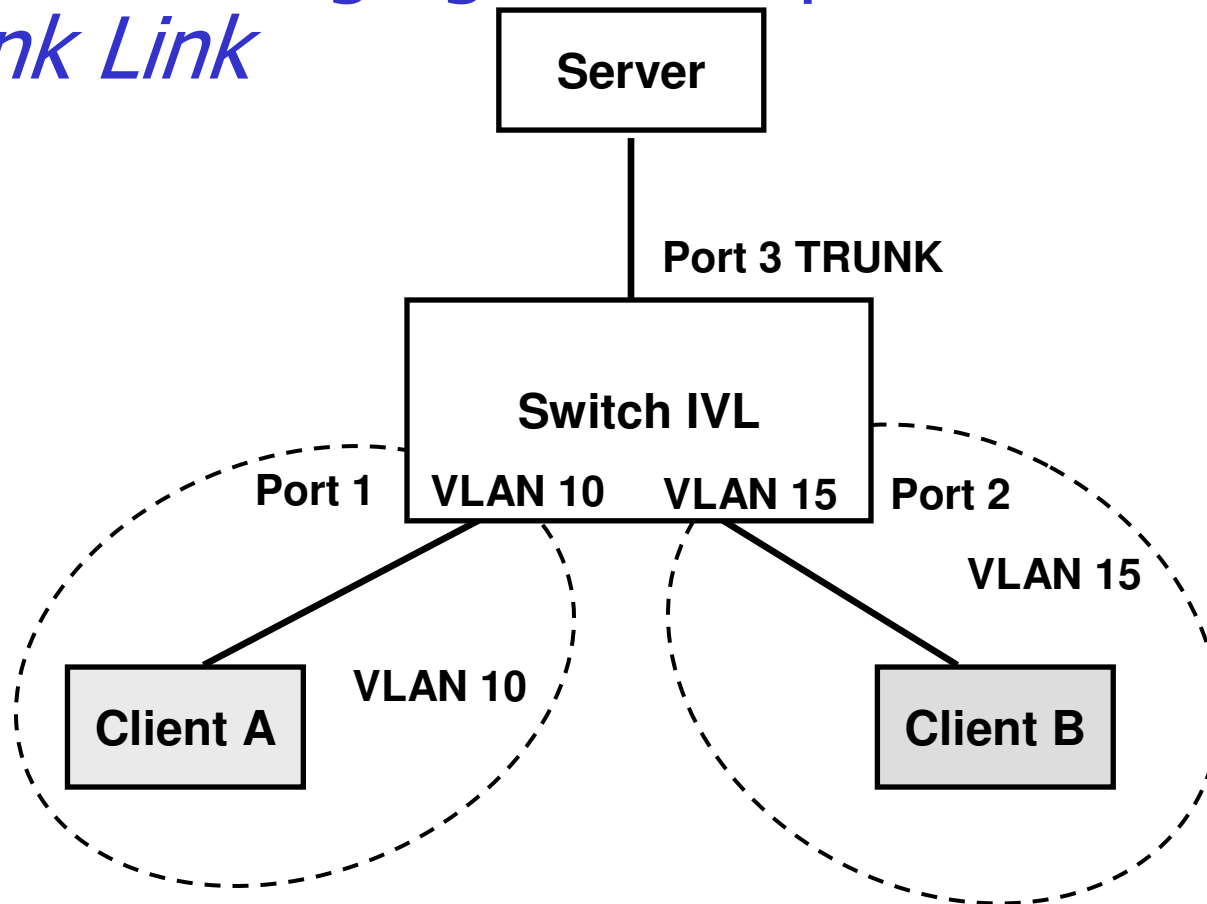 Link
Server
Port 3 TRUNK
Switch IVL
Port 1
VLAN 10
VLAN 15
Port 2
VLAN 15
VLAN 10
Client A
Client B